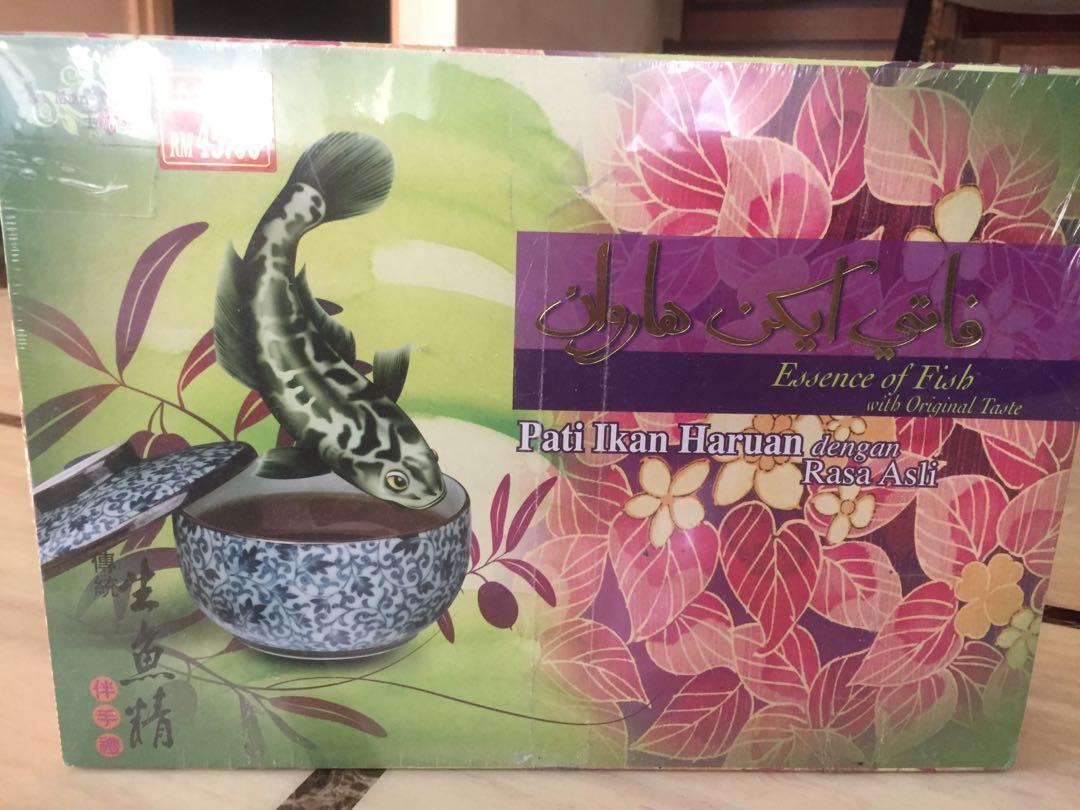 RM
ڤاتي ايكن هاروان
Essence of Fish
with Original Taste
Pati Ikan Haruan dengan
Rasa Asli
傳統
生魚精
伴手禮